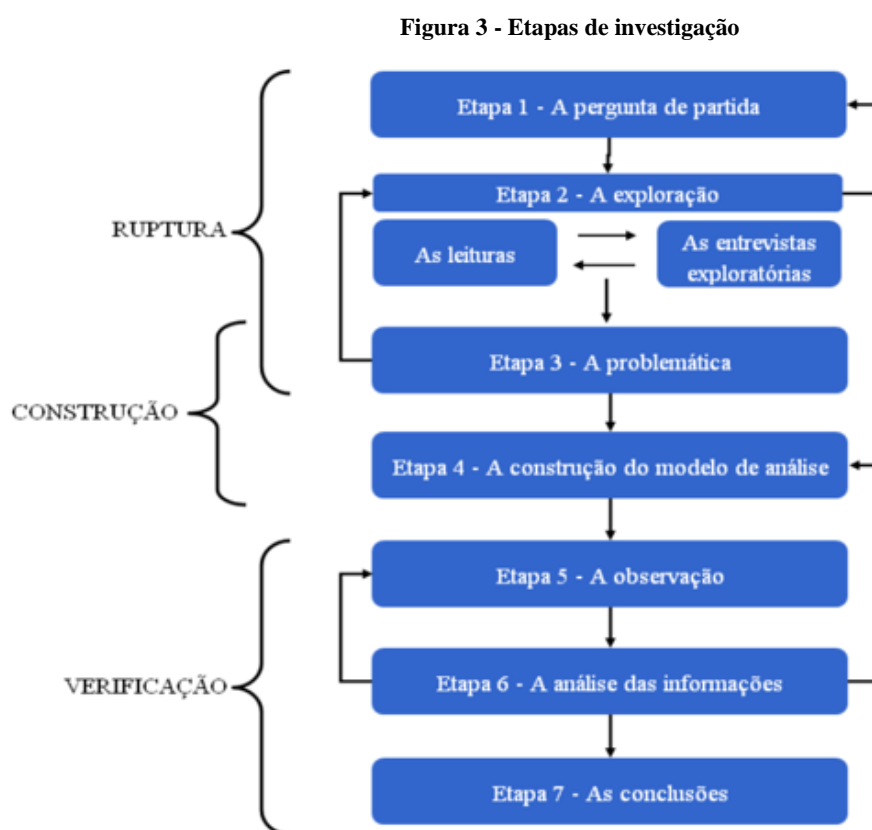 Figura 3 - Etapas de investigação
Etapa 1 - A pergunta de partida
Etapa 2 - A exploração
RUPTURA
As leituras
As entrevistas
exploratórias
Etapa 3 - A problemática
CONSTRUÇÃO
Etapa 4 - A construção do modelo de análise
Etapa 5 - A observação
VERIFICAÇÃO
Etapa 6 - A análise das informações
Etapa 7 - As conclusões